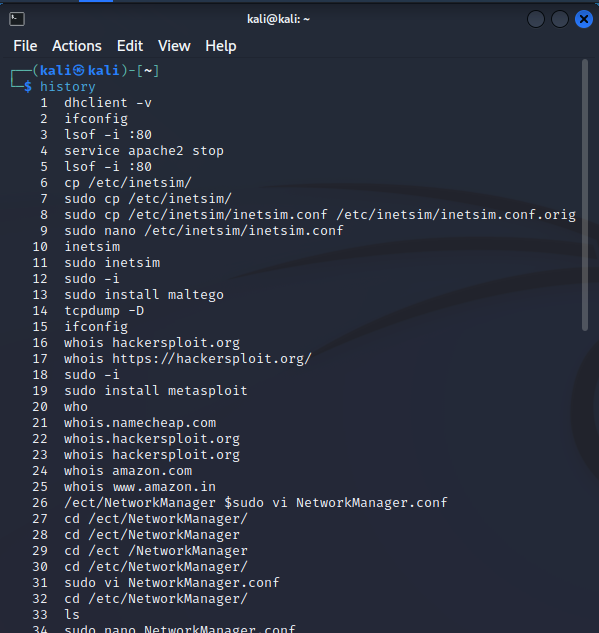 kali@kali: ~
File Actions Edit View Help
┌──(kali㉿kali)-[~]
└─$ history
1 dhclient -v
2 ifconfig
3 lsof -i :80
4 service apache2 stop
5 lsof -i :80
6 cp /etc/inetsim/
7 sudo cp /etc/inetsim/
8 sudo cp /etc/inetsim/inetsim.conf /etc/inetsim/inetsim.conf.orig
9 sudo nano /etc/inetsim/inetsim.conf
10 inetsim
11 sudo inetsim
12 sudo -i
13 sudo install maltego
14 tcpdump -D
15 ifconfig
16 whois hackersploit.org
17 whois https://hackersploit.org/
18 sudo -i
19 sudo install metasploit
20 who
21 whois.namecheap.com
22 whois.hackersploit.org
23 whois hackersploit.org
24 whois amazon.com
25 whois www.amazon.in
26 /ect/NetworkManager $sudo vi NetworkManager.conf
27 cd /ect/NetworkManager/
28 cd /ect/NetworkManager
29 cd /ect /NetworkManager
30 cd /etc/NetworkManager/
31 sudo vi NetworkManager.conf
32 cd /etc/NetworkManager/
33 ls
34 sudo nano NetworkManager.conf